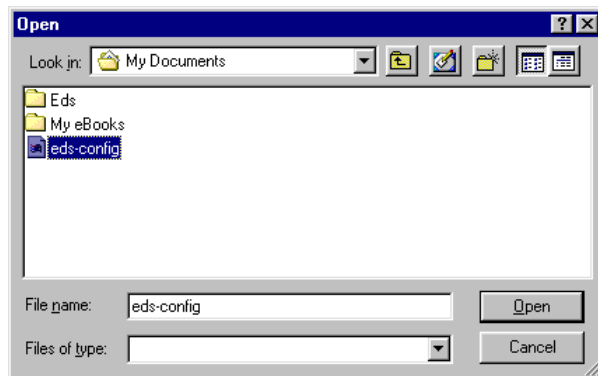 Open
Look in: My Documents
Eds
My eBooks
eds-config
File name: eds-config Open
Files of type: Cancel